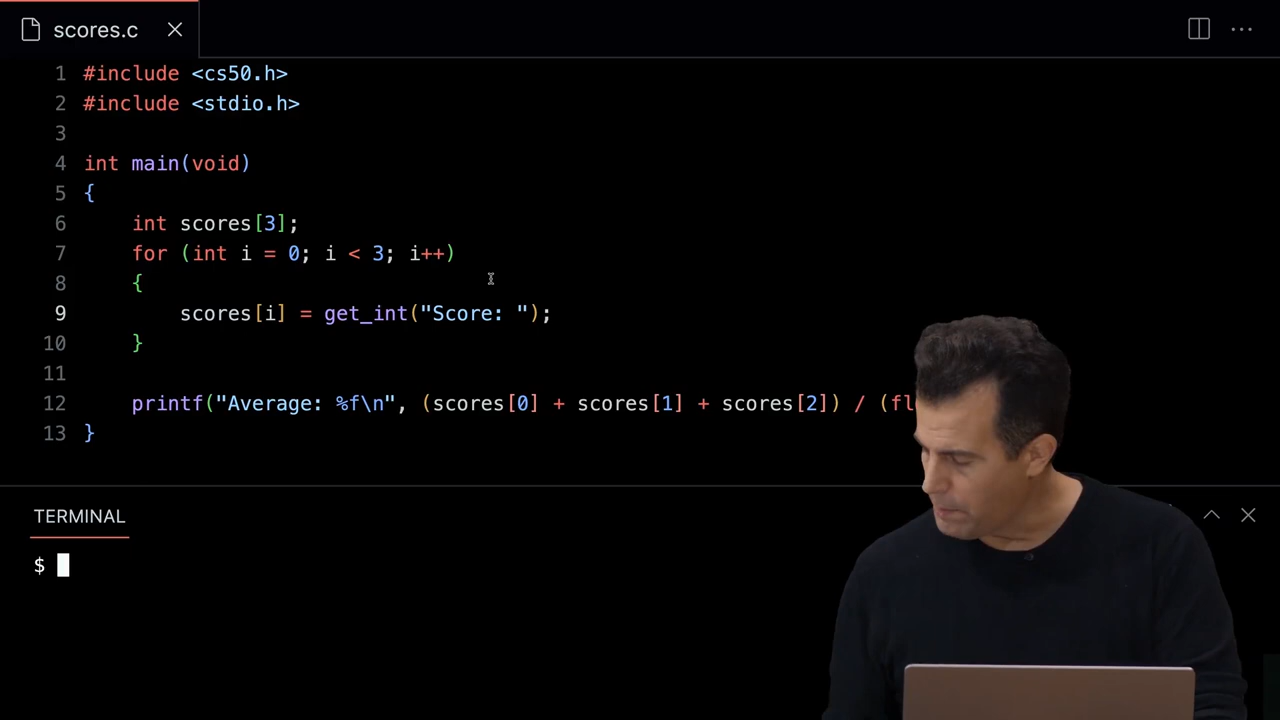 scores.c
1 #include <cs50.h>
2 #include <stdio.h>
3
4 int main(void)
5 {
6     int scores[3];
7     for (int i = 0; i < 3; i++)
8     {
9         scores[i] = get_int("Score: ");
10     }
11
12     printf("Average: %f\n", (scores[0] + scores[1] + scores[2]) / (fl
13 }
TERMINAL
$